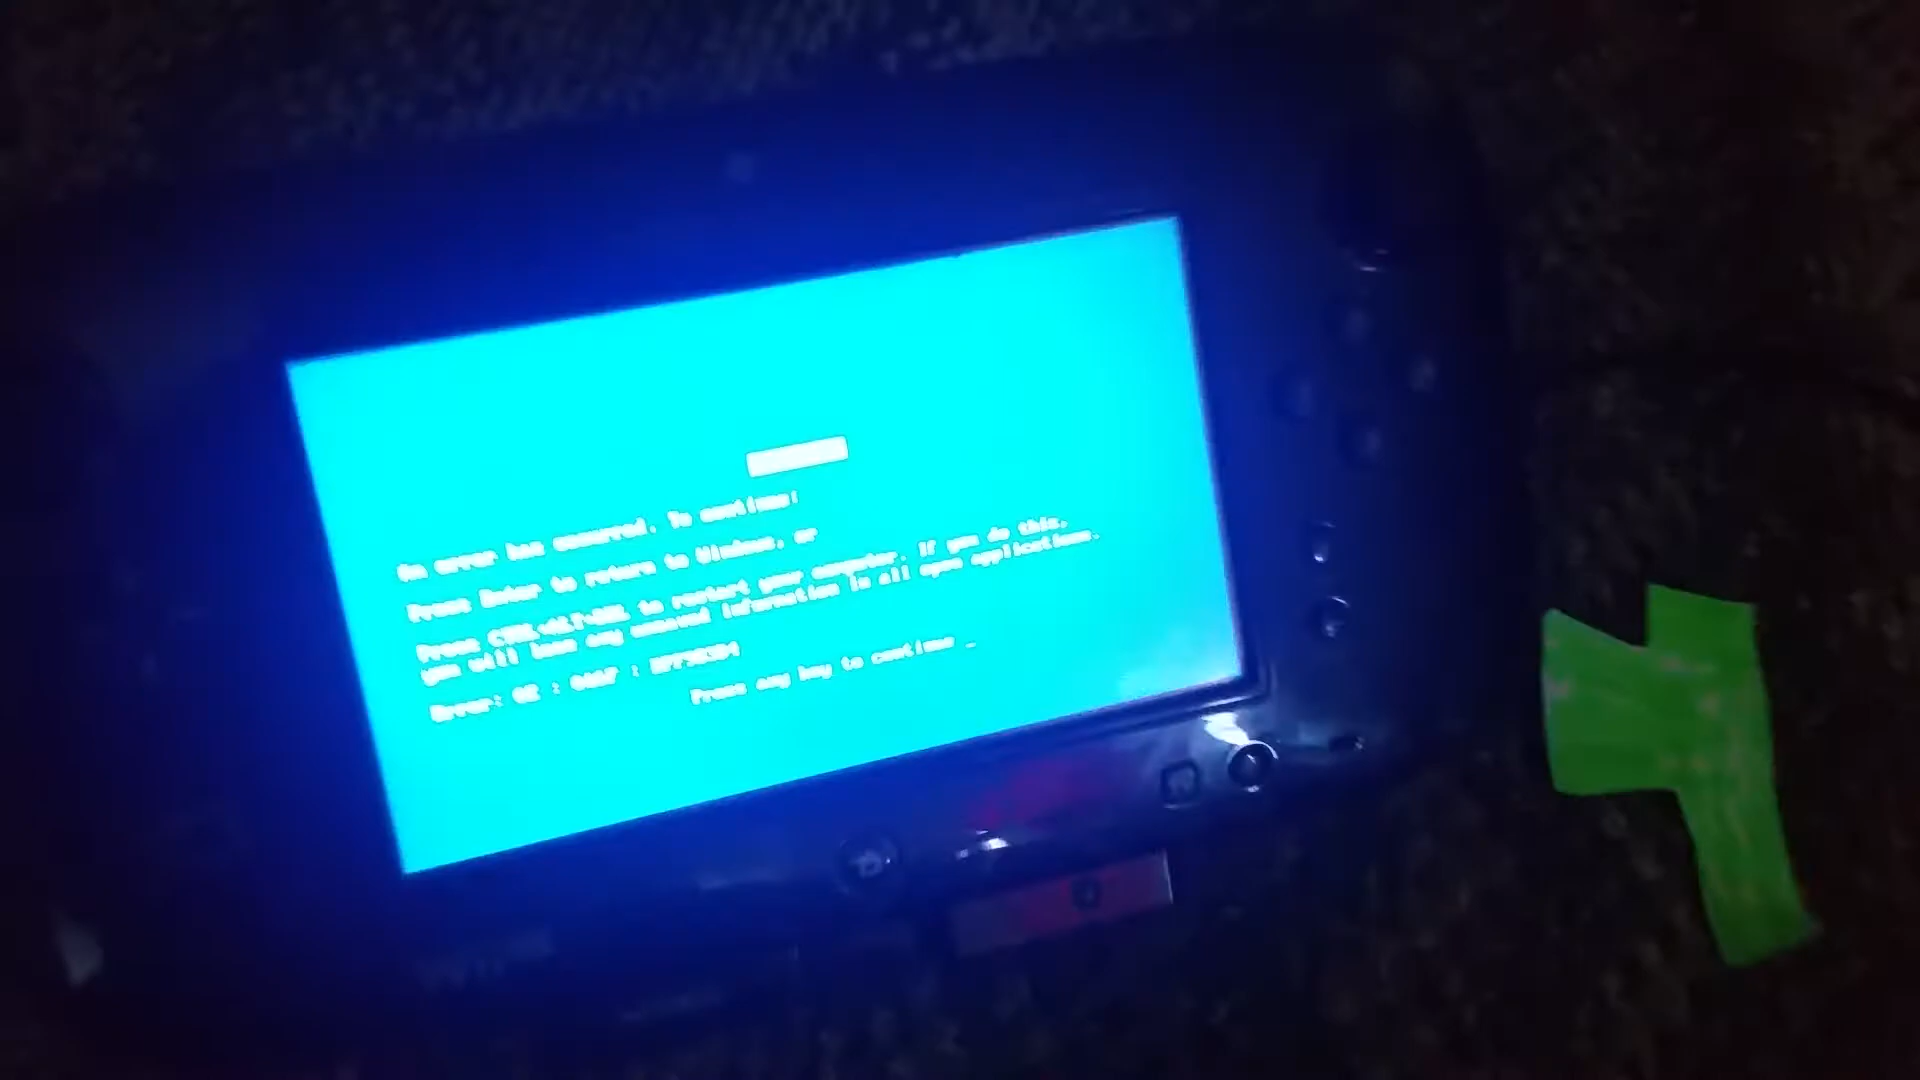 An error has occurred. To continue:
Press Enter to return to Windows, or
Press CTRL+ALT+DEL to restart your computer. If you do this,
you will lose any unsaved information in all open applications.
Error: 0E :
Press any key to continue _